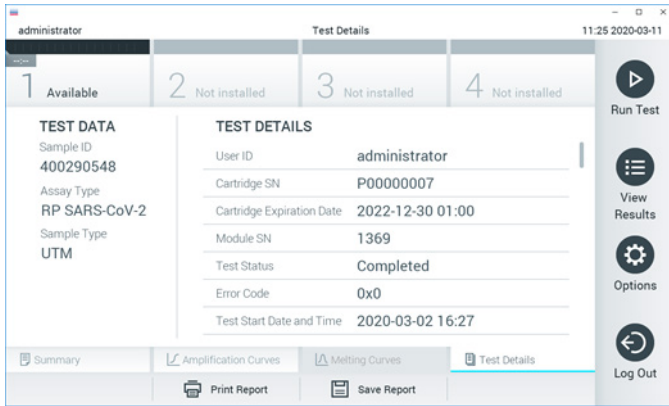 administrator Test Details 11:25 2020-03-11
--:--
1 Available
2 Not installed
3 Not installed
4 Not installed
TEST DATA
Sample ID
400290548
Assay Type
RP SARS-CoV-2
Sample Type
UTM
TEST DETAILS
User ID administrator
Cartridge SN P00000007
Cartridge Expiration Date 2022-12-30 01:00
Module SN 1369
Test Status Completed
Error Code 0x0
Test Start Date and Time 2020-03-02 16:27
Summary
Amplification Curves
Melting Curves
Test Details
Print Report
Save Report
Run Test
View
Results
Options
Log Out